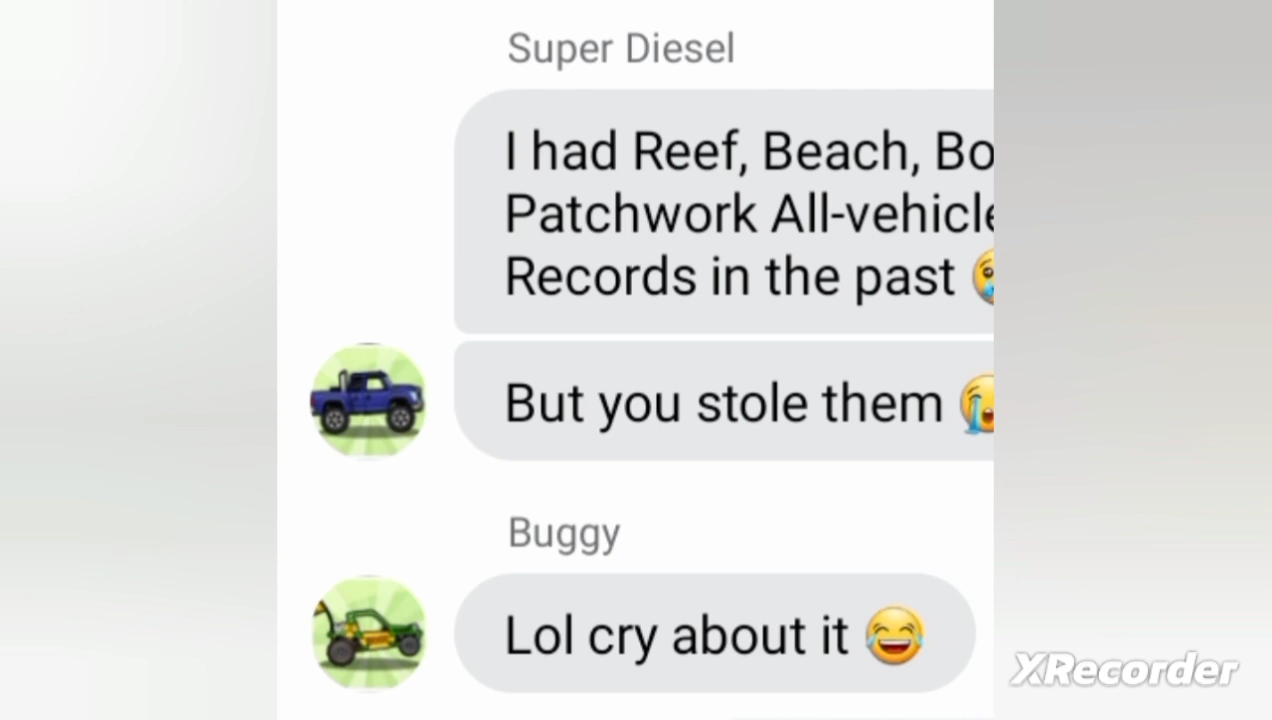 Super Diesel
I had Reef, Beach,
Patchwork All-vehicle
Records in the past 😢
But you stole them 😭
Buggy
Lol cry about it 😂
XRecorder